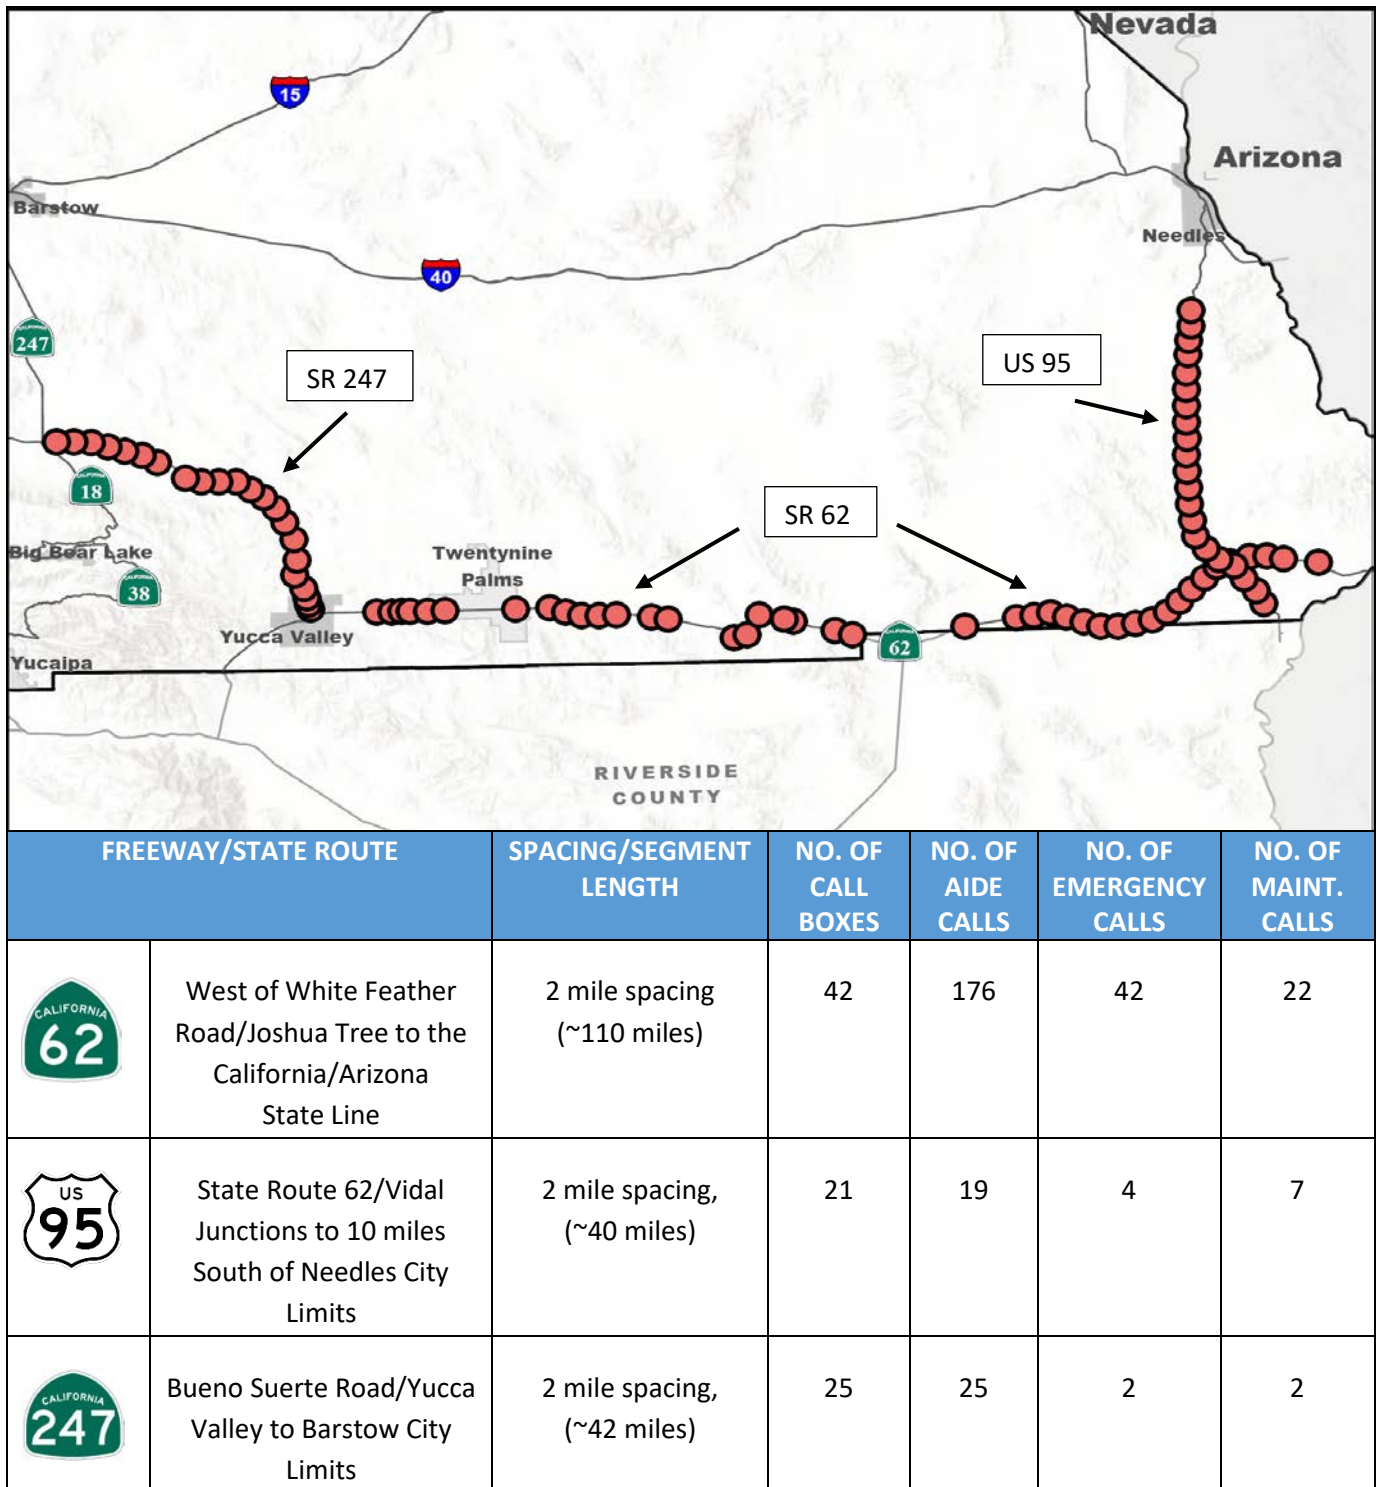 Nevada
15
Arizona
Barstow
Needles
40
CALIFORNIA
247
SR 247
US 95
CALIFORNIA
18
SR 62
Big Bear Lake
Twentynine
Palms
CALIFORNIA
38
Yucca Valley
CALIFORNIA
62
Yucaipa
RIVERSIDE
COUNTY
FREEWAY/STATE ROUTE
SPACING/SEGMENT
LENGTH
NO. OF
CALL
BOXES
NO. OF
AIDE
CALLS
NO. OF
EMERGENCY
CALLS
NO. OF
MAINT.
CALLS
CALIFORNIA
62
West of White Feather
Road/Joshua Tree to the
California/Arizona
State Line
2 mile spacing
(~110 miles)
42
176
42
22
US
95
State Route 62/Vidal
Junctions to 10 miles
South of Needles City
Limits
2 mile spacing,
(~40 miles)
21
19
4
7
CALIFORNIA
247
Bueno Suerte Road/Yucca
Valley to Barstow City
Limits
2 mile spacing,
(~42 miles)
25
25
2
2